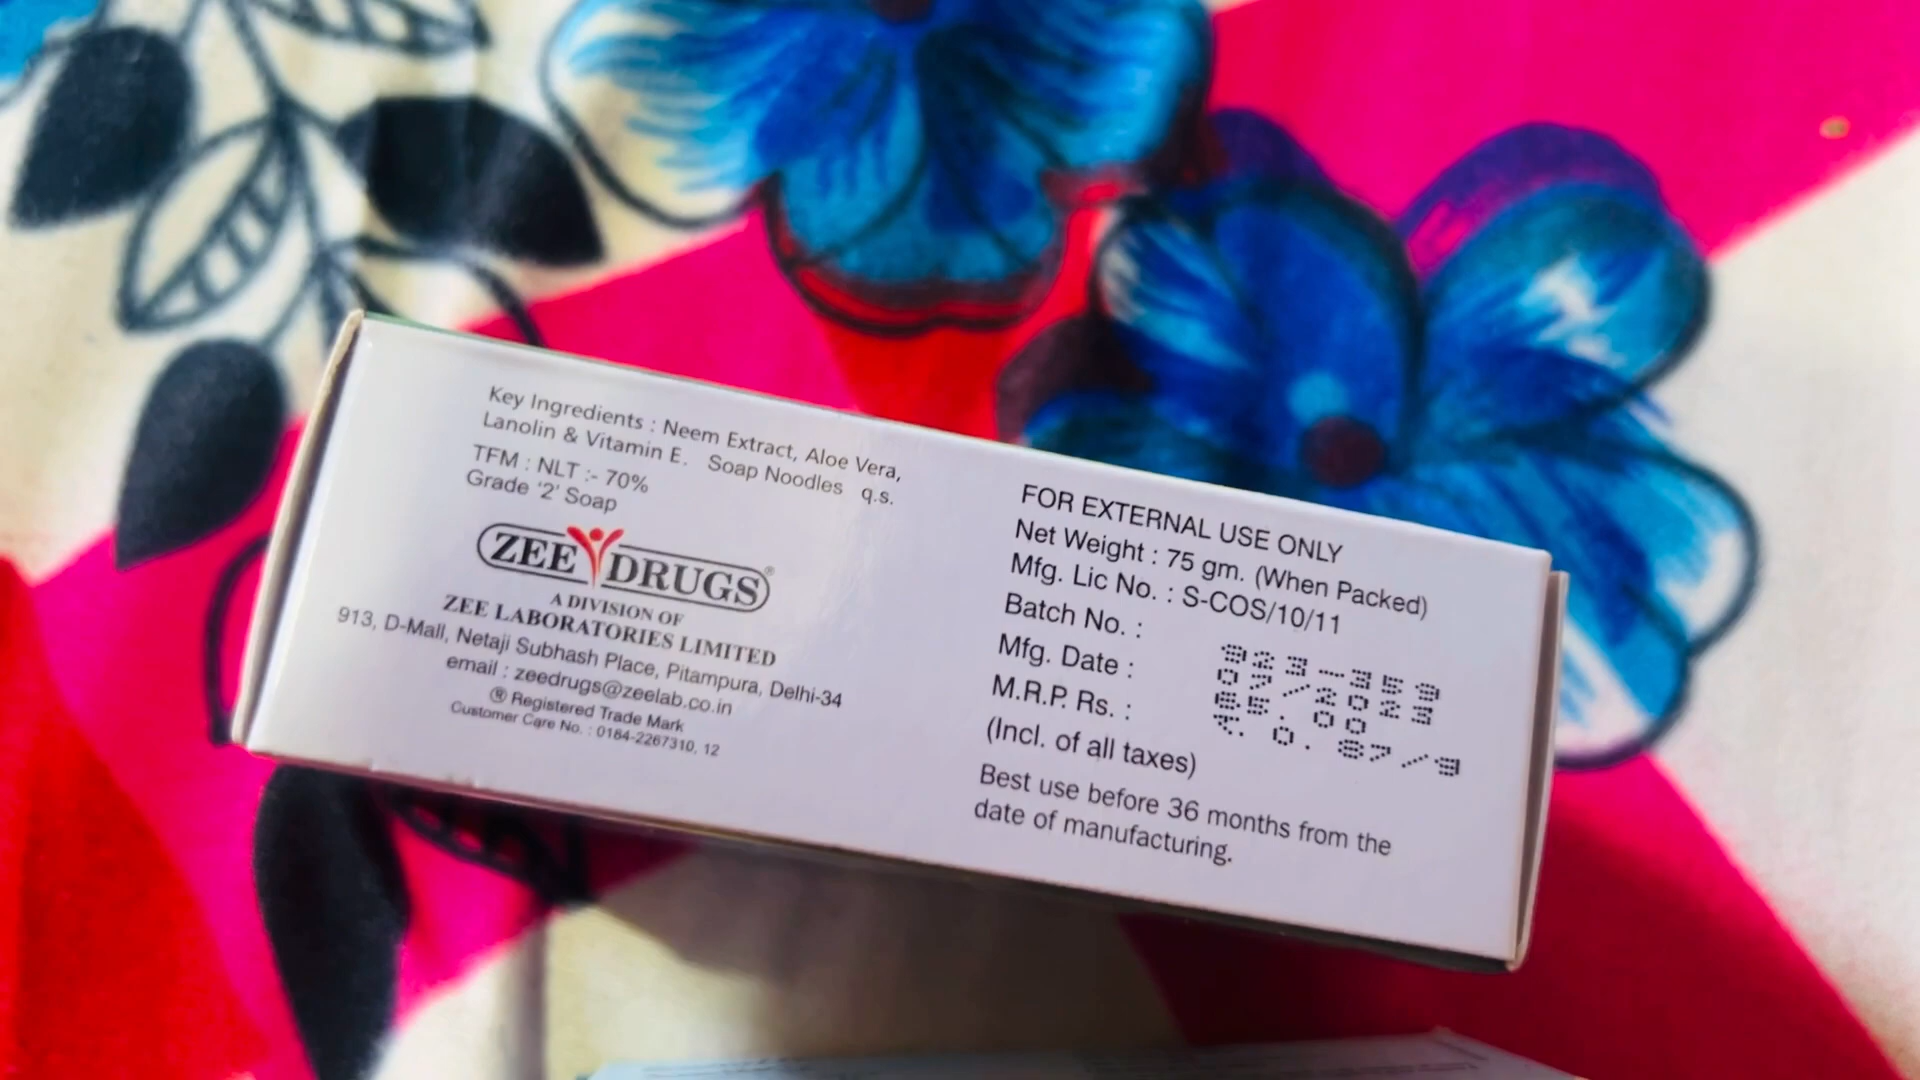 Key Ingredients : Neem Extract, Aloe Vera,
Lanolin & Vitamin E. Soap Noodles q.s.
TFM : NLT :- 70%
Grade ‘2’ Soap
ZEE DRUGS®
A DIVISION OF
ZEE LABORATORIES LIMITED
913, D-Mall, Netaji Subhash Place, Pitampura, Delhi-34
email : zeedrugs@zeelab.co.in
® Registered Trade Mark
Customer Care No. : 0184-2267310, 12
FOR EXTERNAL USE ONLY
Net Weight : 75 gm. (When Packed)
Mfg. Lic No. : S-COS/10/11
Batch No. : 923-359
Mfg. Date : 07/2023
M.R.P. Rs. : 65.00
(Incl. of all taxes) ₹. 0.87/9
Best use before 36 months from the
date of manufacturing.